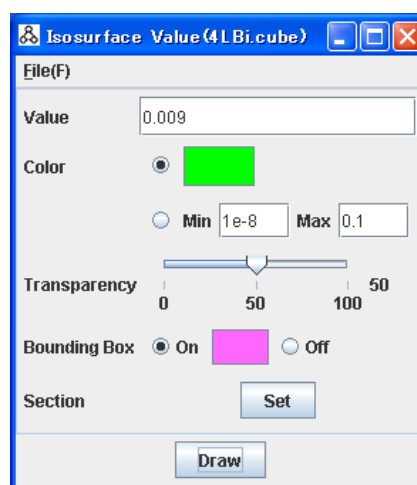 Isosurface Value(4LBi.cube)
File(F)
Value 0.009
Color
Min 1e-8 Max 0.1
Transparency 0 50 100 50
Bounding Box On Off
Section Set
Draw